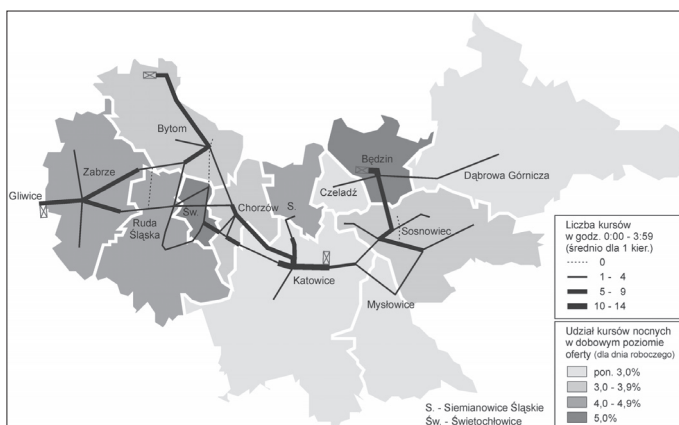 Bytom
Będzin
Zabrze
Czeladź
Dąbrowa Górnicza
Gliwice
S.
Św.
Chorzów
Ruda
Śląska
Sosnowiec
Katowice
Mysłowice
Liczba kursów
w godz. 0:00 - 3:59
(średnio dla 1 kier.)
0
1 - 4
5 - 9
10 - 14
Udział kursów nocnych
w dobowym poziomie
oferty (dla dnia roboczego)
pon. 3,0%
3,0 - 3,9%
4,0 - 4,9%
5,0%
S. - Siemianowice Śląskie
Św. - Świętochłowice